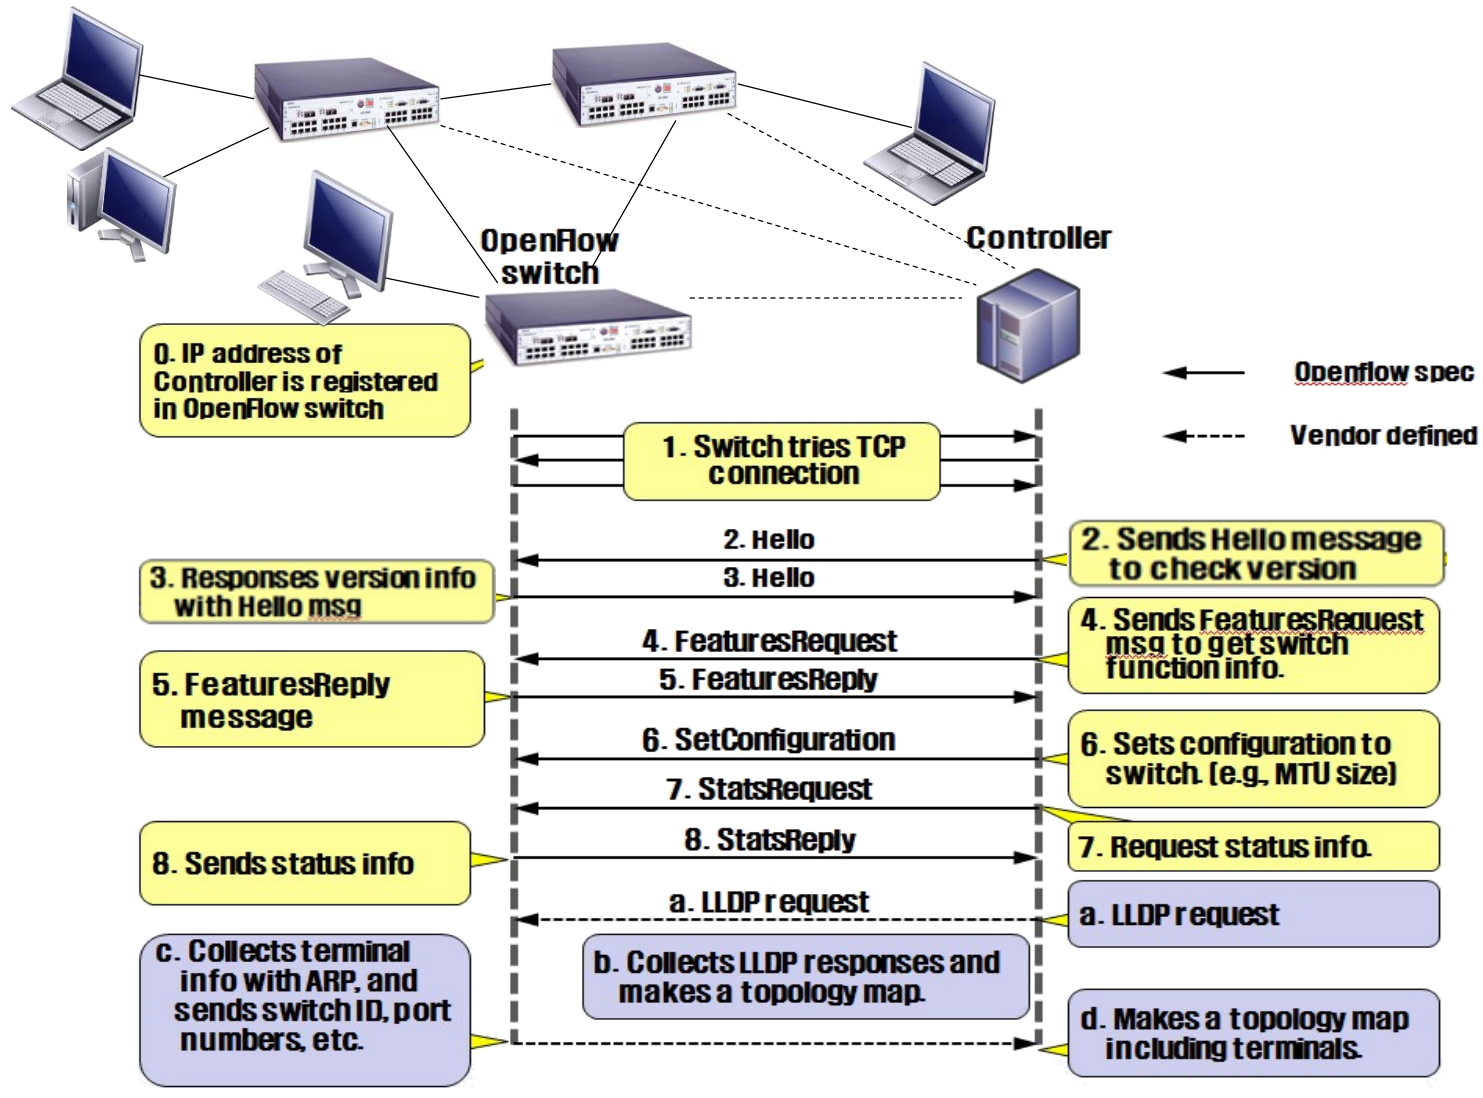 OpenFlow
switch
Controller
0. IP address of
Controller is registered
in OpenFlow switch
Openflow spec
Vendor defined
1. Switch tries TCP
connection
2. Hello
2. Sends Hello message
to check version
3. Hello
3. Responses version info
with Hello msg
4. FeaturesRequest
4. Sends FeaturesRequest
msg to get switch
function info.
5. FeaturesReply
5. FeaturesReply
message
6. SetConfiguration
6. Sets configuration to
switch. (e.g., MTU size)
7. StatsRequest
7. Request status info.
8. StatsReply
8. Sends status info
a. LLDP request
a. LLDP request
b. Collects LLDP responses and
makes a topology map.
c. Collects terminal
info with ARP, and
sends switch ID, port
numbers, etc.
d. Makes a topology map
including terminals.